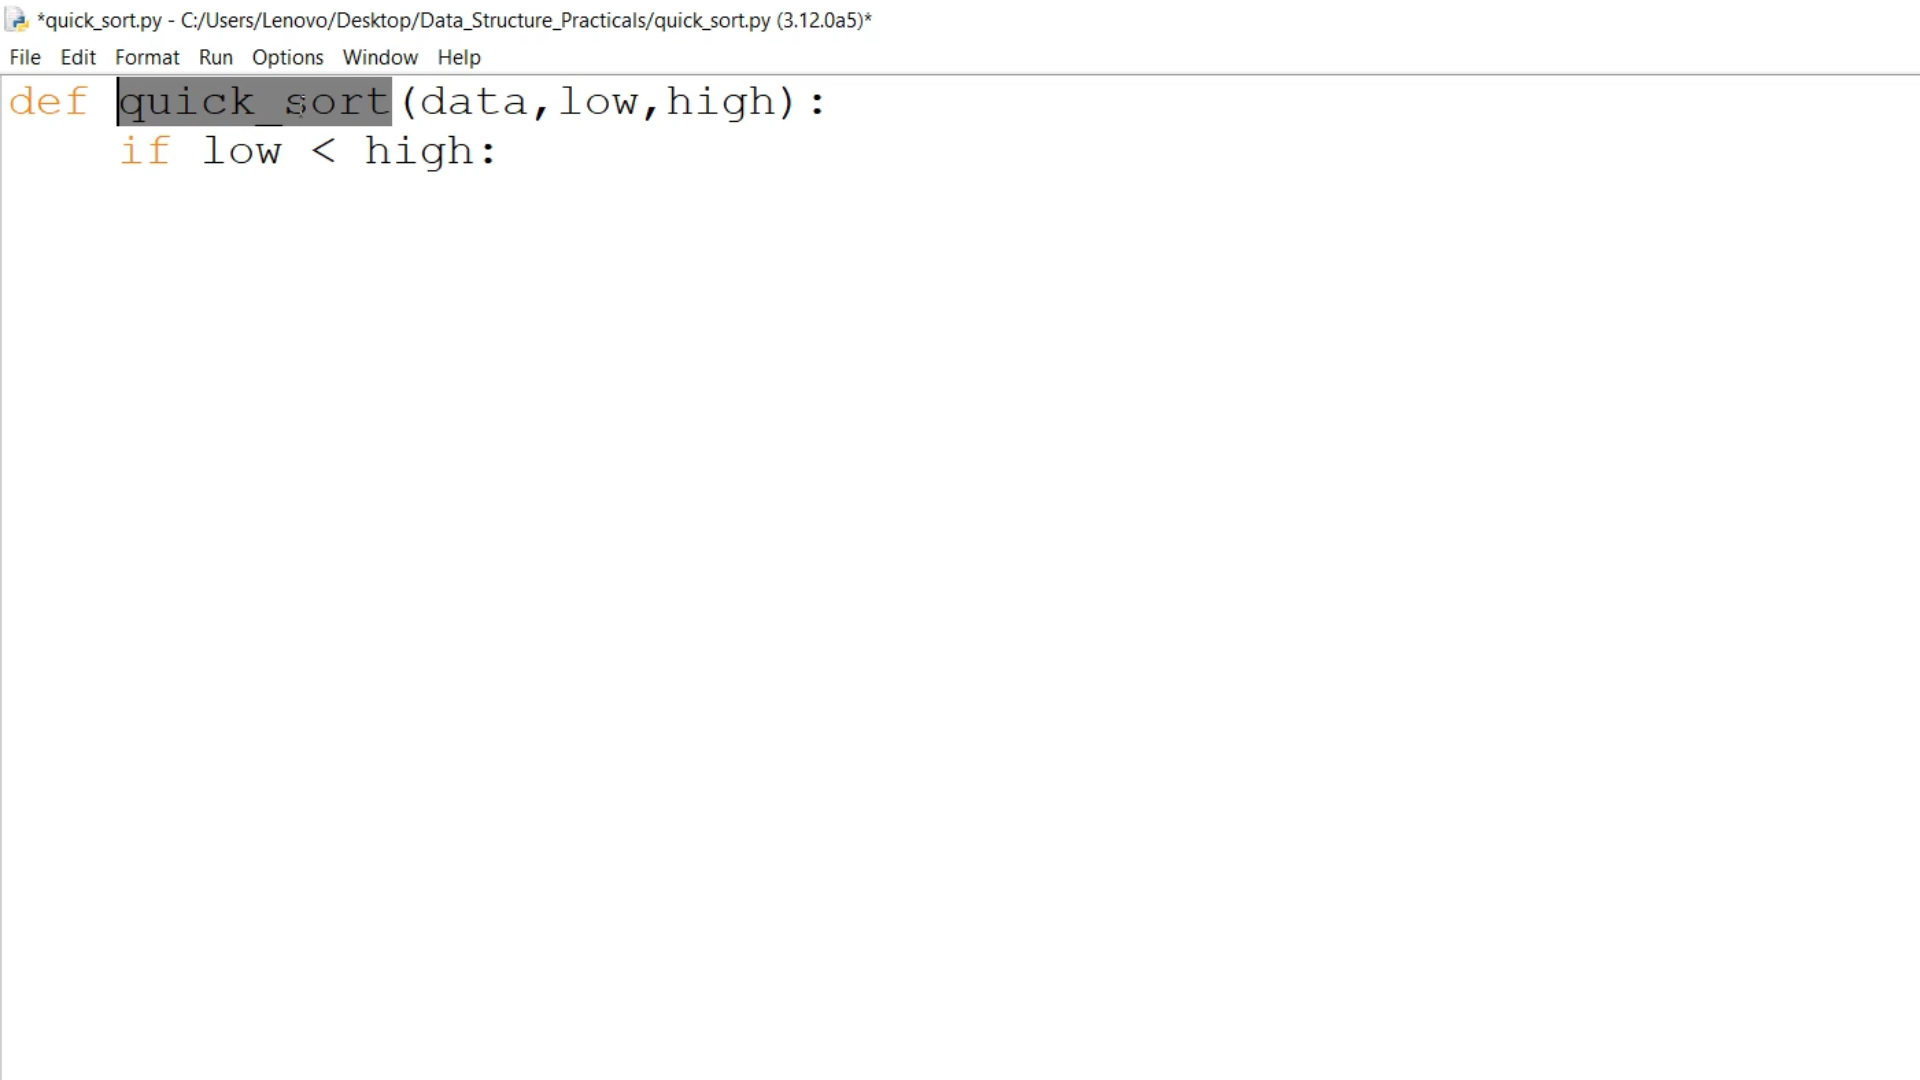 *quick_sort.py - C:/Users/Lenovo/Desktop/Data_Structure_Practicals/quick_sort.py (3.12.0a5)*
File Edit Format Run Options Window Help
def quick_sort(data,low,high):
    if low < high: